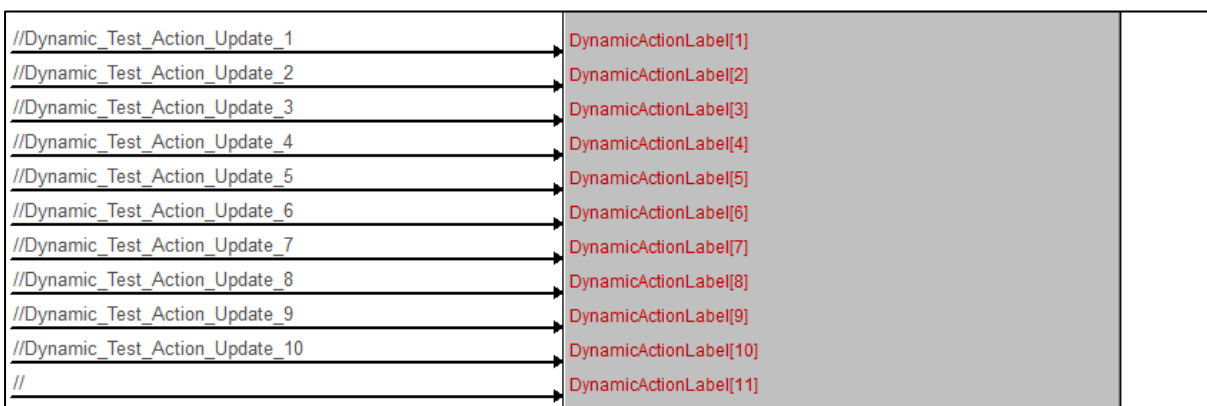 //Dynamic_Test_Action_Update_1 DynamicActionLabel[1]
//Dynamic_Test_Action_Update_2 DynamicActionLabel[2]
//Dynamic_Test_Action_Update_3 DynamicActionLabel[3]
//Dynamic_Test_Action_Update_4 DynamicActionLabel[4]
//Dynamic_Test_Action_Update_5 DynamicActionLabel[5]
//Dynamic_Test_Action_Update_6 DynamicActionLabel[6]
//Dynamic_Test_Action_Update_7 DynamicActionLabel[7]
//Dynamic_Test_Action_Update_8 DynamicActionLabel[8]
//Dynamic_Test_Action_Update_9 DynamicActionLabel[9]
//Dynamic_Test_Action_Update_10 DynamicActionLabel[10]
// DynamicActionLabel[11]